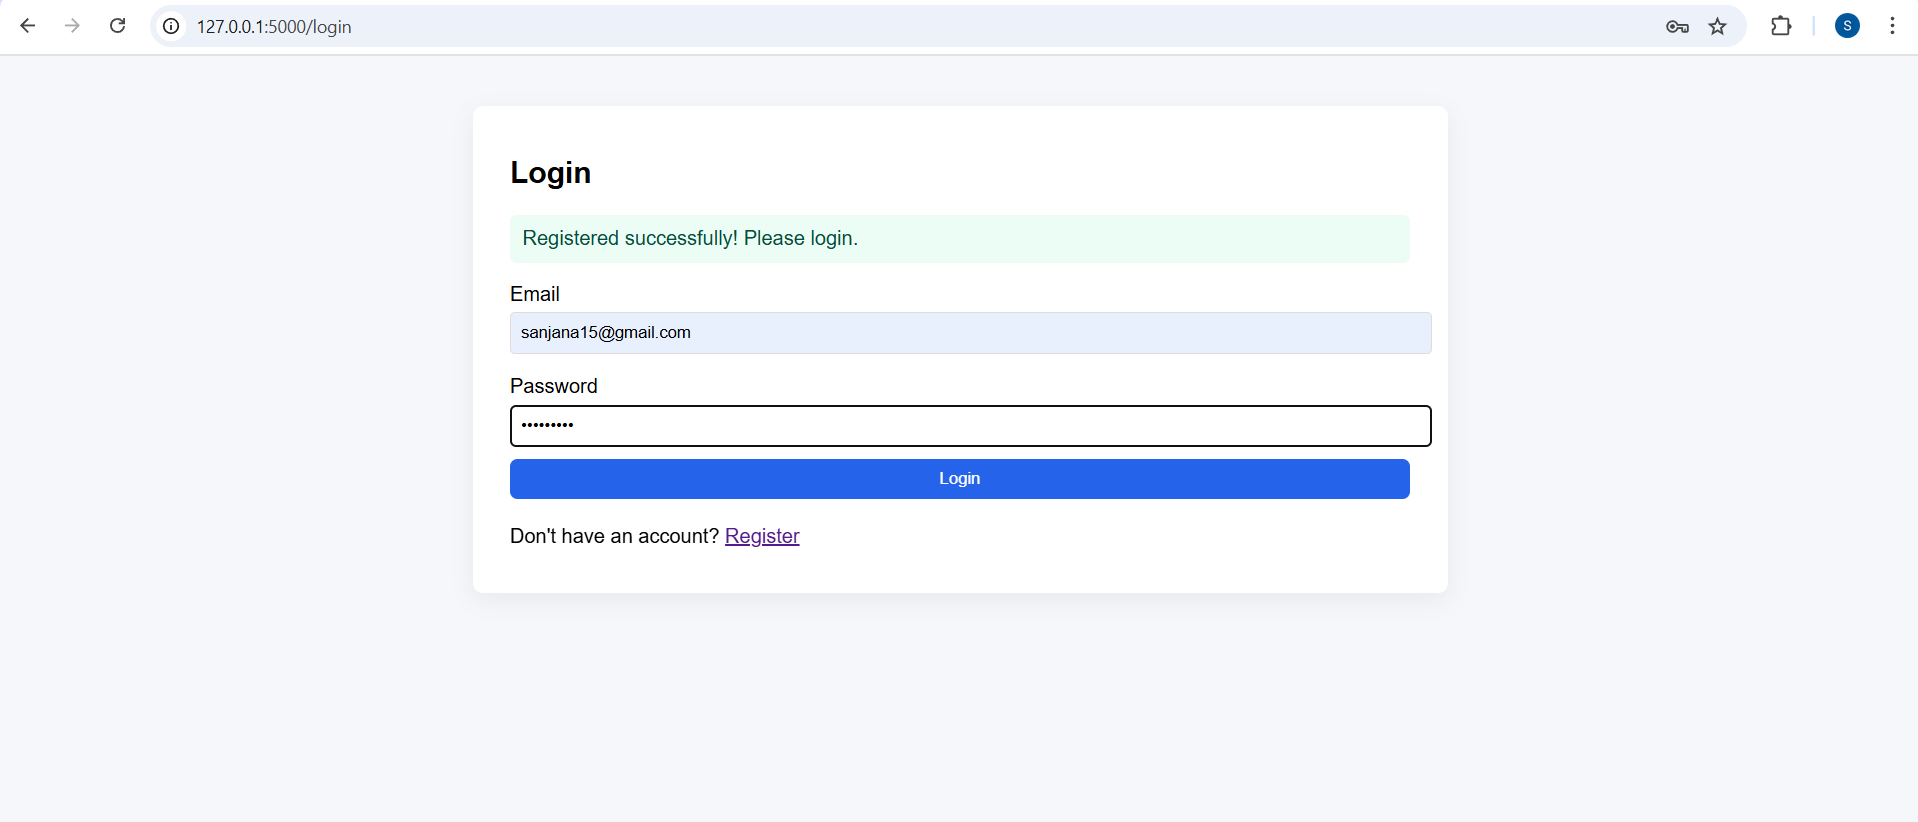 127.0.0.1:5000/login
S
Login
Registered successfully! Please login.
Email
sanjana15@gmail.com
Password
•••••••••
Login
Don't have an account? Register